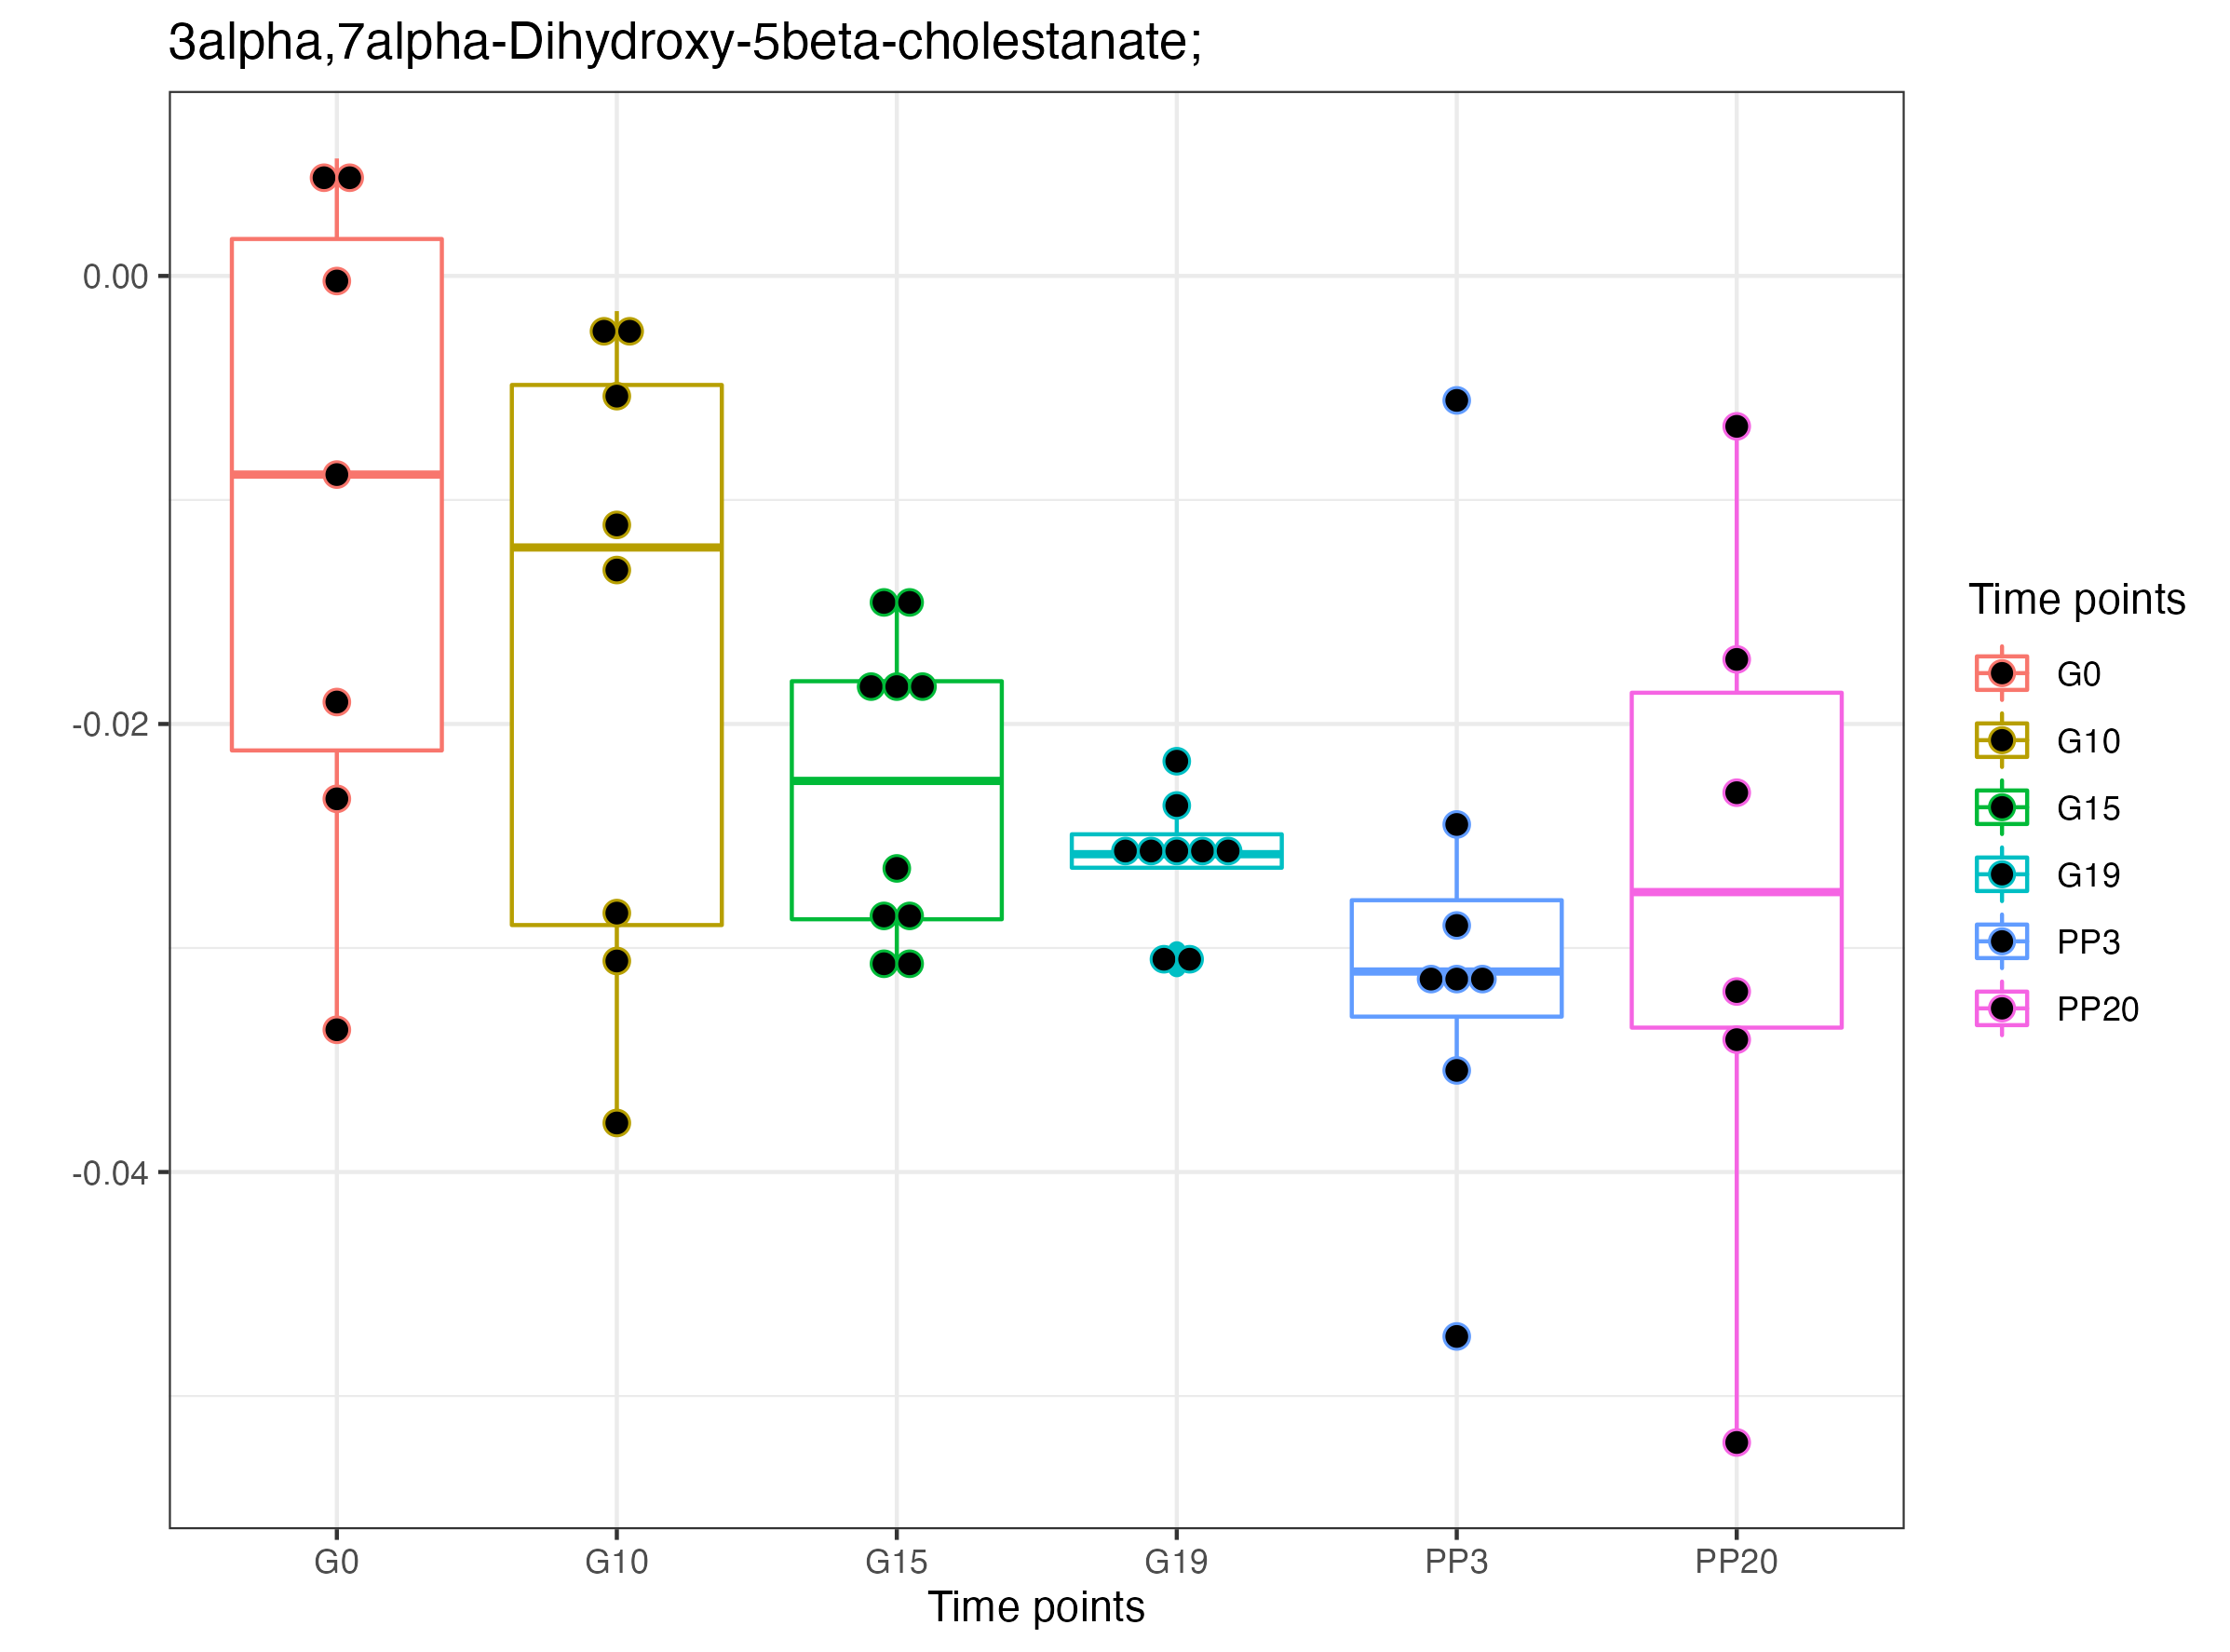 3alpha,7alpha-Dihydroxy-5beta-cholestanate;
0.00
-0.02
-0.04
G0 G10 G15 G19 PP3 PP20
Time points
Time points
G0
G10
G15
G19
PP3
PP20